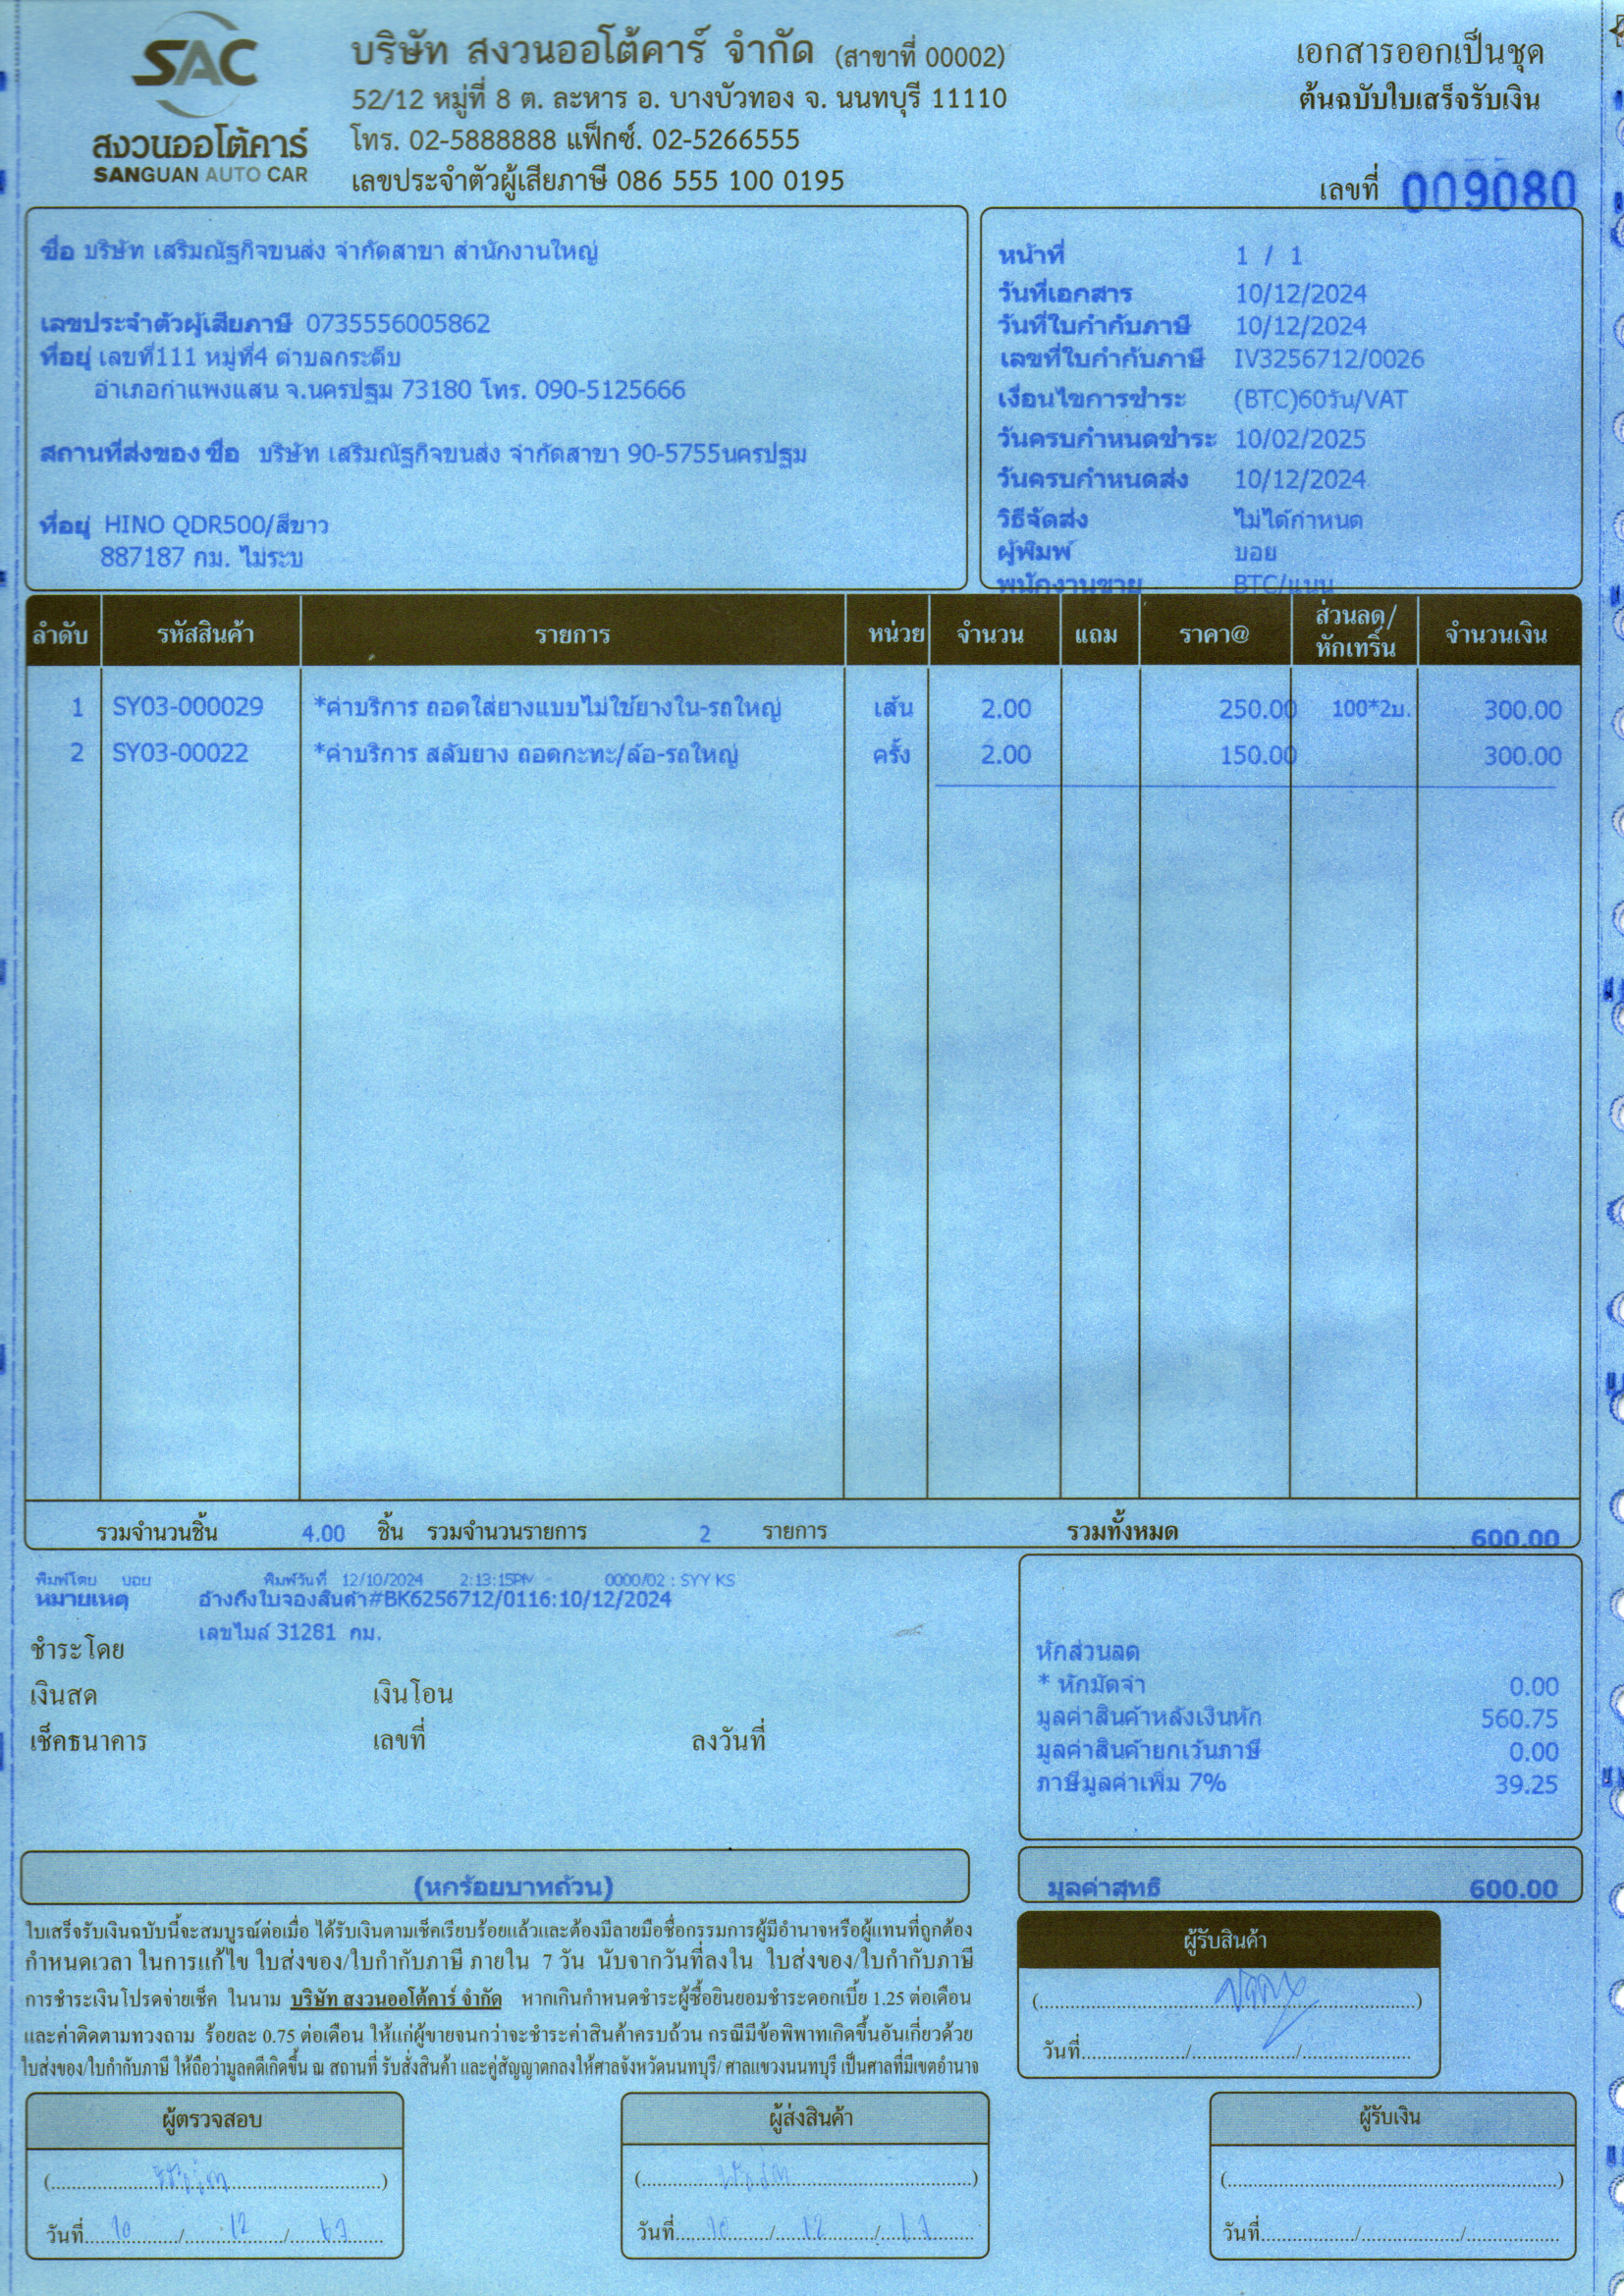 SAC
สงวนออโต้คาร์
SANGUAN AUTO CAR
บริษัท สงวนออโต้คาร์ จำกัด (สาขาที่ 00002)
52/12 หมู่ที่ 8 ต. ละหาร อ. บางบัวทอง จ. นนทบุรี 11110
โทร. 02-5888888 แฟ็กซ์. 02-5266555
เลขประจำตัวผู้เสียภาษี 086 555 100 0195
เอกสารออกเป็นชุด
ต้นฉบับใบเสร็จรับเงิน
เลขที่ 009080
ชื่อ บริษัท เสริมณัฐกิจขนส่ง จำกัดสาขา สำนักงานใหญ่
เลขประจำตัวผู้เสียภาษี 0735556005862
ที่อยู่ เลขที่111 หมู่ที่4 ตำบลกระตีบ
อำเภอกำแพงแสน จ.นครปฐม 73180 โทร. 090-5125666
สถานที่ส่งของ ชื่อ บริษัท เสริมณัฐกิจขนส่ง จำกัดสาขา 90-5755นครปฐม
ที่อยู่ HINO QDR500/สีขาว
887187 กม. ไม่ระบ
หน้าที่ 1 / 1
วันที่เอกสาร 10/12/2024
วันที่ใบกำกับภาษี 10/12/2024
เลขที่ใบกำกับภาษี IV3256712/0026
เงื่อนไขการชำระ (BTC)60วัน/VAT
วันครบกำหนดชำระ 10/02/2025
วันครบกำหนดส่ง 10/12/2024
วิธีจัดส่ง ไม่ได้กำหนด
ผู้พิมพ์ บอย
พนักงานขาย BTC/แนน
ลำดับ รหัสสินค้า รายการ หน่วย จำนวน แถม ราคา@ ส่วนลด/หักเทริ์น จำนวนเงิน
1 SY03-000029 *ค่าบริการ ถอดใส่ยางแบบไม่ใช้ยางใน-รถใหญ่ เส้น 2.00 250.00 100*2บ. 300.00
2 SY03-00022 *ค่าบริการ สลับยาง ถอดกะทะ/ล้อ-รถใหญ่ ครั้ง 2.00 150.00 300.00
รวมจำนวนชิ้น 4.00 ชิ้น รวมจำนวนรายการ 2 รายการ รวมทั้งหมด 600.00
พิมพ์โดย บอย พิมพ์วันที่ 12/10/2024 2:13:15PM 0000/02 : SYY KS
หมายเหตุ อ้างถึงใบจองสินค้า#BK6256712/0116:10/12/2024
เลขไมล์ 31281 กม.
ชำระโดย
เงินสด เงินโอน
เช็คธนาคาร เลขที่ ลงวันที่
หักส่วนลด
* หักมัดจำ 0.00
มูลค่าสินค้าหลังเงินหัก 560.75
มูลค่าสินค้ายกเว้นภาษี 0.00
ภาษีมูลค่าเพิ่ม 7% 39.25
(หกร้อยบาทถ้วน)
มูลค่าสุทธิ 600.00
ใบเสร็จรับเงินฉบับนี้จะสมบูรณ์ต่อเมื่อ ได้รับเงินตามเช็คเรียบร้อยแล้วและต้องมีลายมือชื่อกรรมการผู้มีอำนาจหรือผู้แทนที่ถูกต้อง
กำหนดเวลา ในการแก้ไข ใบส่งของ/ใบกำกับภาษี ภายใน 7 วัน นับจากวันที่ลงใน ใบส่งของ/ใบกำกับภาษี
การชำระเงินโปรดจ่ายเช็ค ในนาม บริษัท สงวนออโต้คาร์ จำกัด หากเกินกำหนดชำระผู้ซื้อยินยอมชำระดอกเบี้ย 1.25 ต่อเดือน
และค่าติดตามทวงถาม ร้อยละ 0.75 ต่อเดือน ให้แก่ผู้ขายจนกว่าจะชำระค่าสินค้าครบถ้วน กรณีมีข้อพิพาทเกิดขึ้นอันเกี่ยวด้วย
ใบส่งของ/ใบกำกับภาษี ให้ถือว่ามูลคดีเกิดขึ้น ณ สถานที่ รับสั่งสินค้า และคู่สัญญาตกลงให้ศาลจังหวัดนนทบุรี/ ศาลแขวงนนทบุรี เป็นศาลที่มีเขตอำนาจ
ผู้รับสินค้า
วันที่........../........../..........
ผู้ตรวจสอบ
วันที่ 10 / 12 / 67
ผู้ส่งสินค้า
วันที่ 10 / 12 / 67
ผู้รับเงิน
(....................)
วันที่........../........../..........